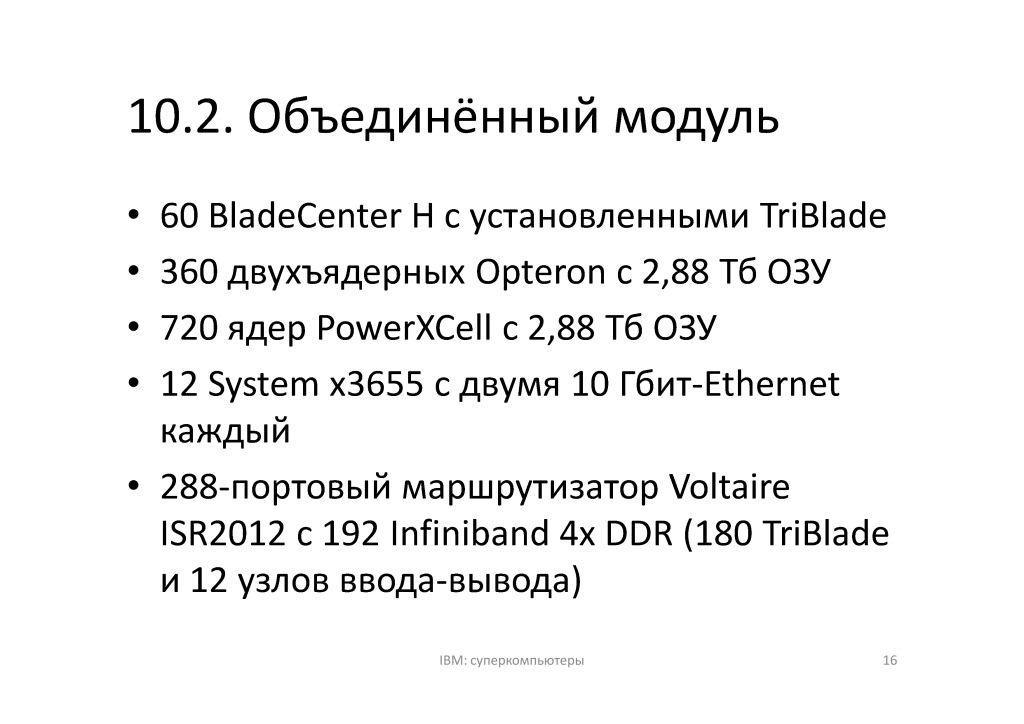 10.2. Объединённый модуль
• 60 BladeCenter H с установленными TriBlade
• 360 двухъядерных Opteron с 2,88 Тб ОЗУ
• 720 ядер PowerXCell с 2,88 Тб ОЗУ
• 12 System x3655 с двумя 10 Гбит-Ethernet
каждый
• 288-портовый маршрутизатор Voltaire
ISR2012 с 192 Infiniband 4x DDR (180 TriBlade
и 12 узлов ввода-вывода)
IBM: суперкомпьютеры 16